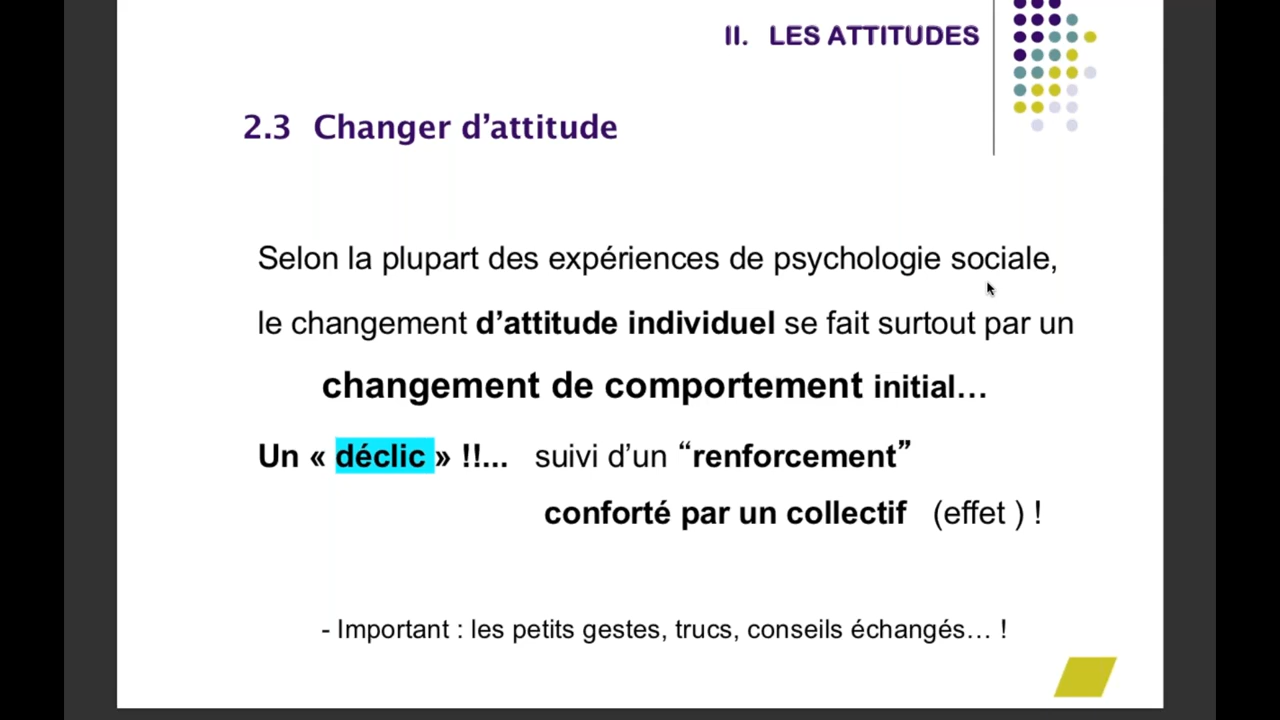 II. LES ATTITUDES
2.3 Changer d’attitude
Selon la plupart des expériences de psychologie sociale,
le changement d’attitude individuel se fait surtout par un
changement de comportement initial…
Un « déclic » !!... suivi d’un “renforcement”
conforté par un collectif (effet ) !
- Important : les petits gestes, trucs, conseils échangés… !